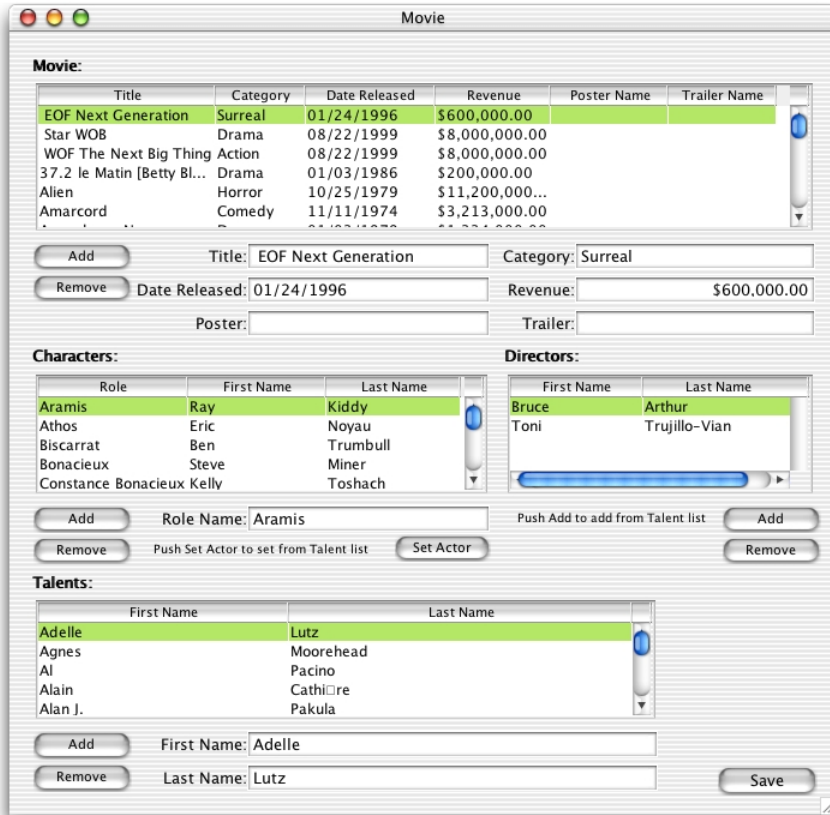 Movie
Movie:
Title Category Date Released Revenue Poster Name Trailer Name
EOF Next Generation Surreal 01/24/1996 $600,000.00
Star WOB Drama 08/22/1999 $8,000,000.00
WOF The Next Big Thing Action 08/22/1999 $8,000,000.00
37.2 le Matin [Betty Bl... Drama 01/03/1986 $200,000.00
Alien Horror 10/25/1979 $11,200,000...
Amarcord Comedy 11/11/1974 $3,213,000.00
Add Title: EOF Next Generation Category: Surreal
Remove Date Released: 01/24/1996 Revenue: $600,000.00
Poster: Trailer:
Characters: Directors:
Role First Name Last Name First Name Last Name
Aramis Ray Kiddy Bruce Arthur
Athos Eric Noyau Toni Trujillo-Vian
Biscarrat Ben Trumbull
Bonacieux Steve Miner
Constance Bonacieux Kelly Toshach
Add Role Name: Aramis Push Add to add from Talent list Add
Remove Push Set Actor to set from Talent list Set Actor Remove
Talents:
First Name Last Name
Adelle Lutz
Agnes Moorehead
Al Pacino
Alain Cathi□re
Alan J. Pakula
Add First Name: Adelle
Remove Last Name: Lutz Save